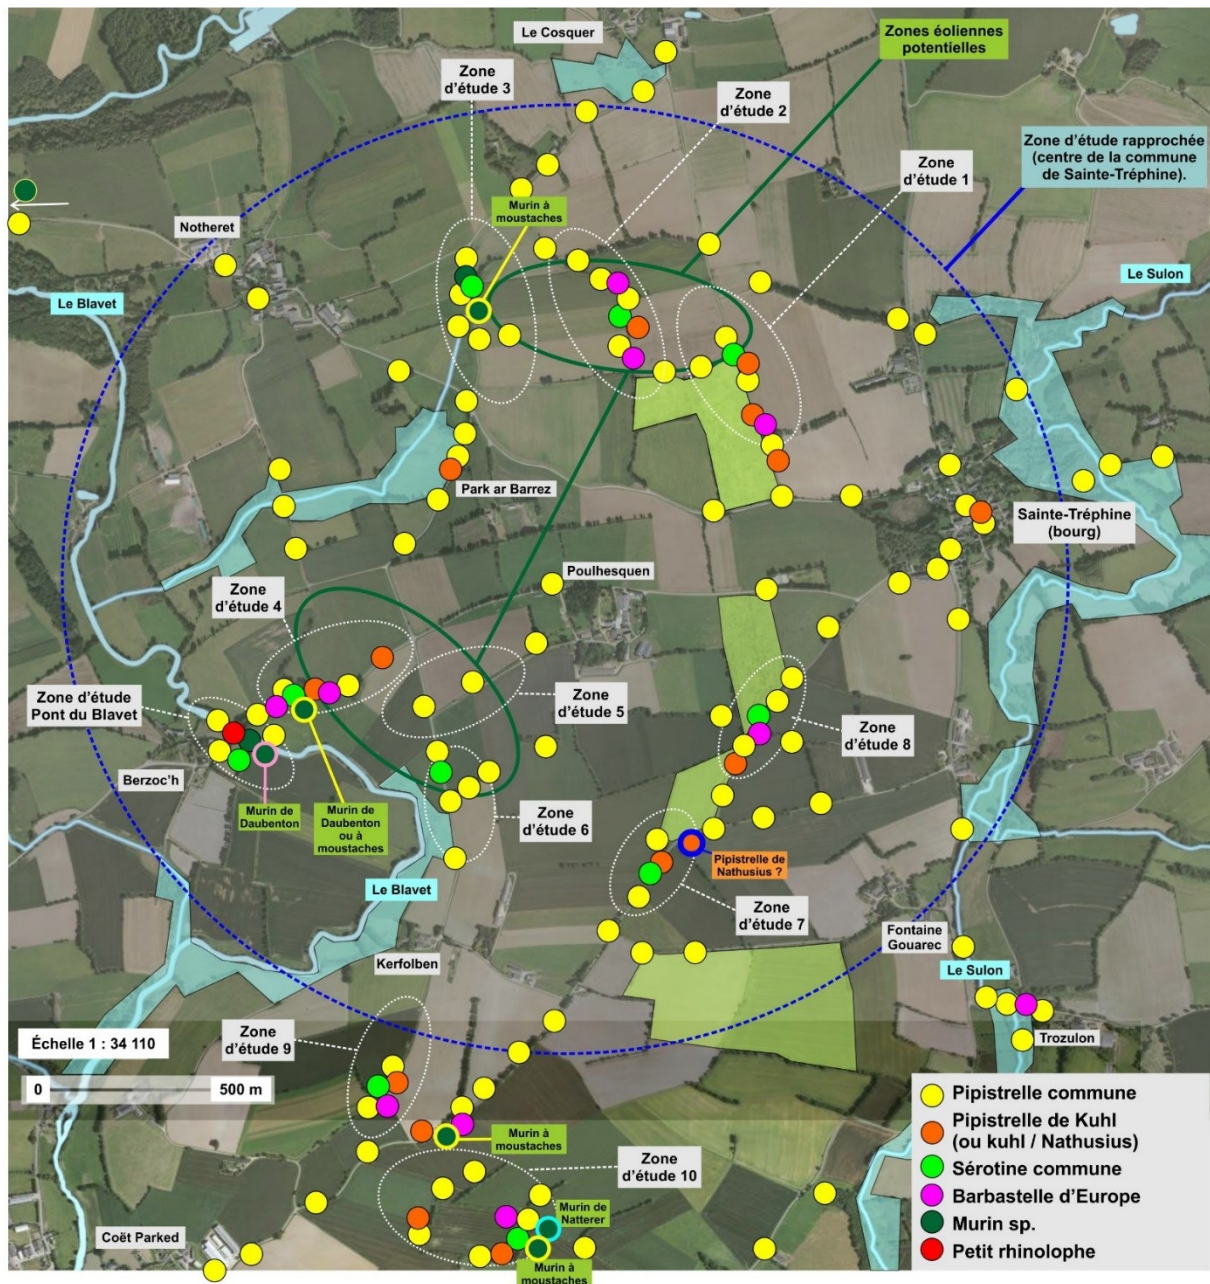 Le Cosquer
Zones éoliennes
potentielles
Zone
d'étude 3
Zone
d'étude 2
Zone d'étude rapprochée
(centre de la commune
de Sainte-Tréphine).
Zone
d'étude 1
Murin à
moustaches
Notheret
Le Blavet
Le Sulon
Park ar Barrez
Sainte-Tréphine
(bourg)
Poulhesquen
Zone
d'étude 4
Zone d'étude
Pont du Blavet
Zone
d'étude 5
Zone
d'étude 8
Berzoc'h
Murin de
Daubenton
Murin de
Daubenton
ou à
moustaches
Zone
d'étude 6
Pipistrelle de
Nathusius ?
Le Blavet
Zone
d'étude 7
Fontaine
Gouarec
Kerfolben
Le Sulon
Zone
d'étude 9
Échelle 1 : 34 110
Trozulon
0 500 m
Murin à
moustaches
Zone
d'étude 10
Murin de
Natterer
Coët Parked
Murin à
moustaches
Pipistrelle commune
Pipistrelle de Kuhl
(ou kuhl / Nathusius)
Sérotine commune
Barbastelle d'Europe
Murin sp.
Petit rhinolophe